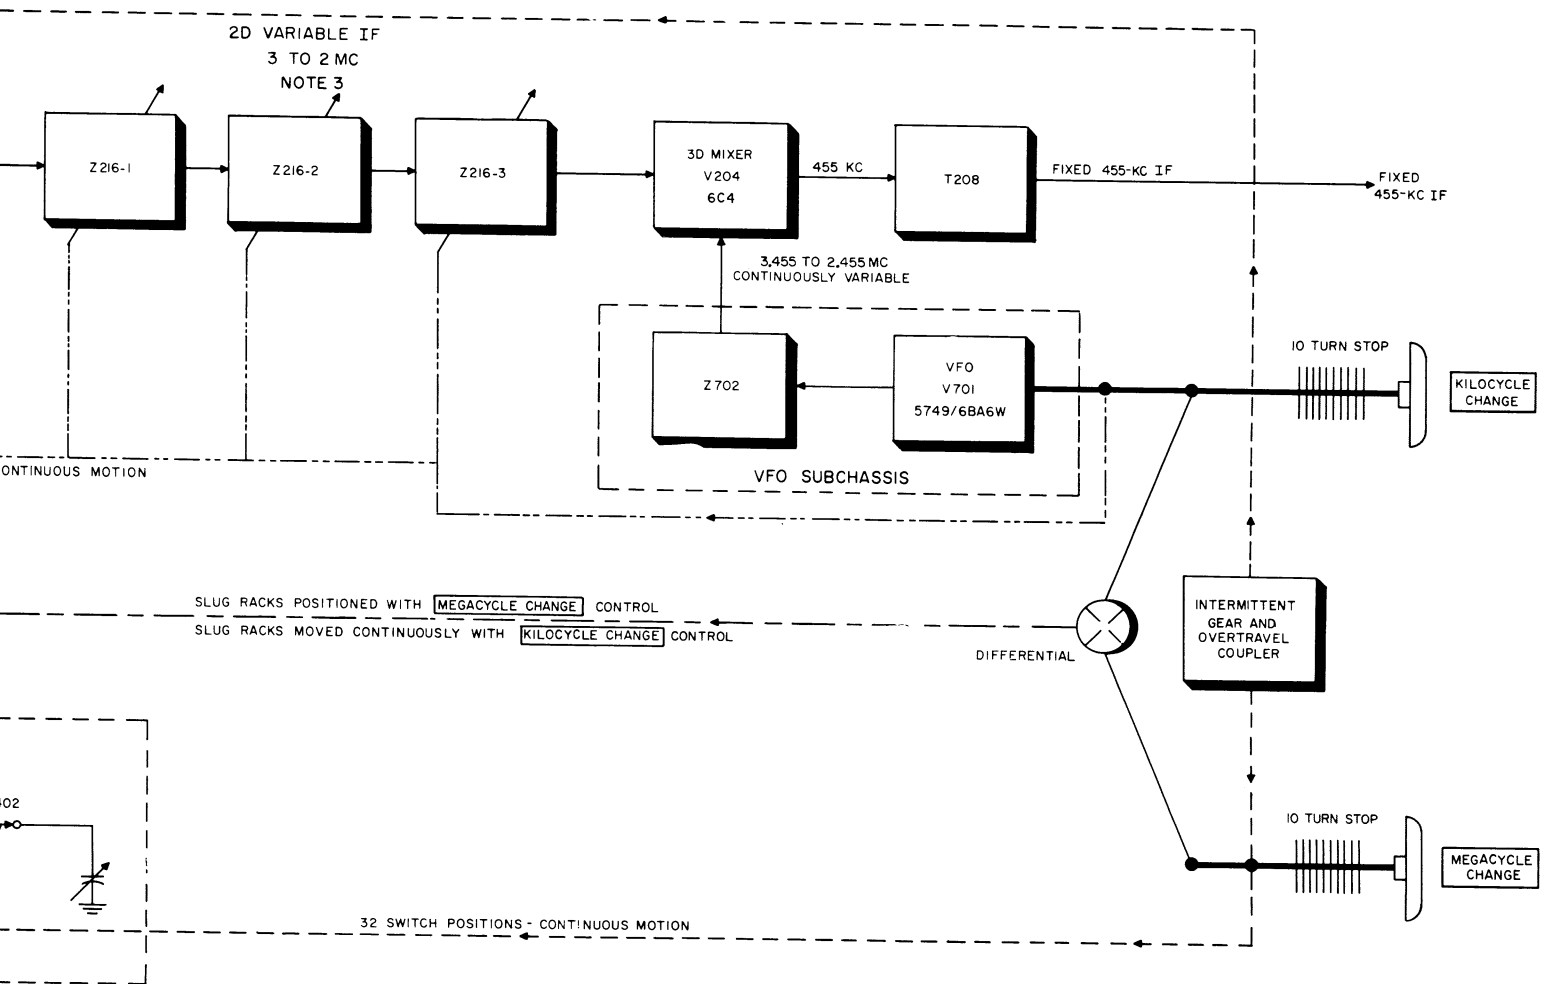 2D VARIABLE IF
3 TO 2 MC
NOTE 3
Z216-1
Z216-2
Z216-3
3D MIXER
V204
6C4
455 KC
T208
FIXED 455-KC IF
FIXED
455-KC IF
3.455 TO 2.455 MC
CONTINUOUSLY VARIABLE
Z702
VFO
V701
5749/6BA6W
VFO SUBCHASSIS
10 TURN STOP
KILOCYCLE
CHANGE
ONTINUOUS MOTION
SLUG RACKS POSITIONED WITH MEGACYCLE CHANGE CONTROL
SLUG RACKS MOVED CONTINUOUSLY WITH KILOCYCLE CHANGE CONTROL
DIFFERENTIAL
INTERMITTENT
GEAR AND
OVERTRAVEL
COUPLER
402
10 TURN STOP
MEGACYCLE
CHANGE
32 SWITCH POSITIONS - CONTINUOUS MOTION